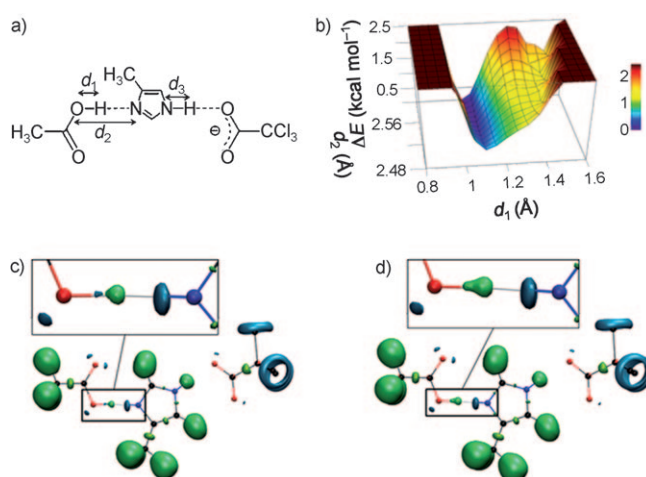 a)
H₃C
d₁
d₃
O H N N H O
d₂
H₃C O ⊖ O CCl₃
b)
2.5
1.5
0.5
2.56
2.48
ΔE (kcal mol⁻¹)
d₂ (Å)
0.8 1 1.2 1.4 1.6
d₁ (Å)
2
1
0
c)
d)